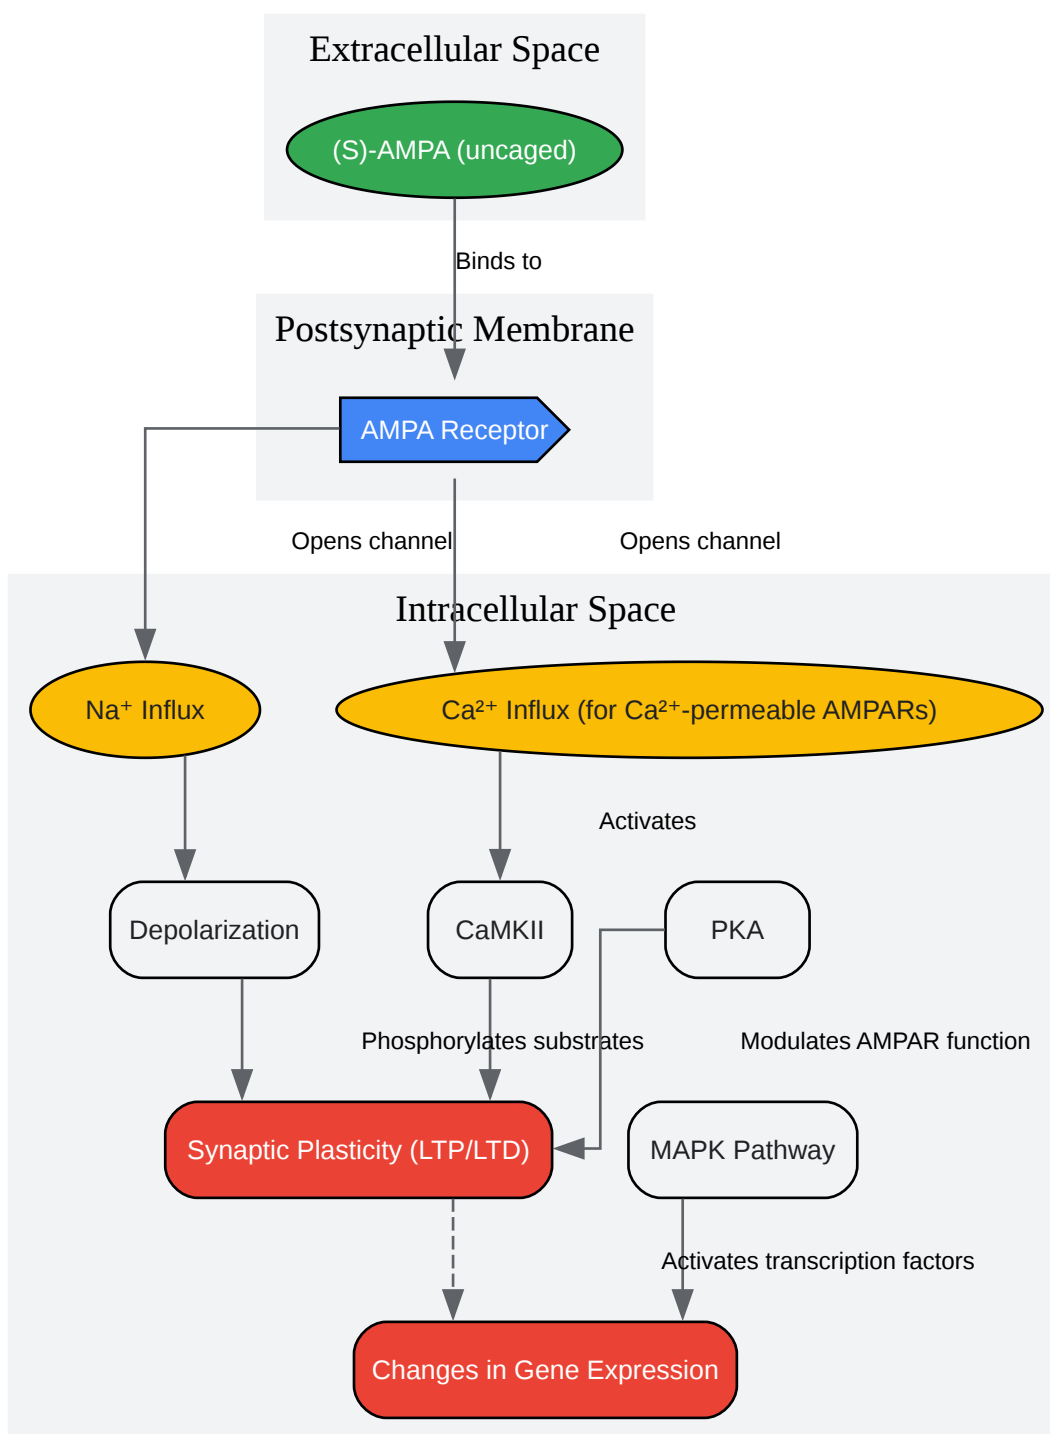 Extracellular Space
(S)-AMPA (uncaged)
Binds to
Postsynaptic Membrane
AMPA Receptor
Opens channel
Opens channel
Intracellular Space
Na⁺ Influx
Ca²⁺ Influx (for Ca²⁺-permeable AMPARs)
Activates
Depolarization
CaMKII
PKA
Phosphorylates substrates
Modulates AMPAR function
Synaptic Plasticity (LTP/LTD)
MAPK Pathway
Activates transcription factors
Changes in Gene Expression